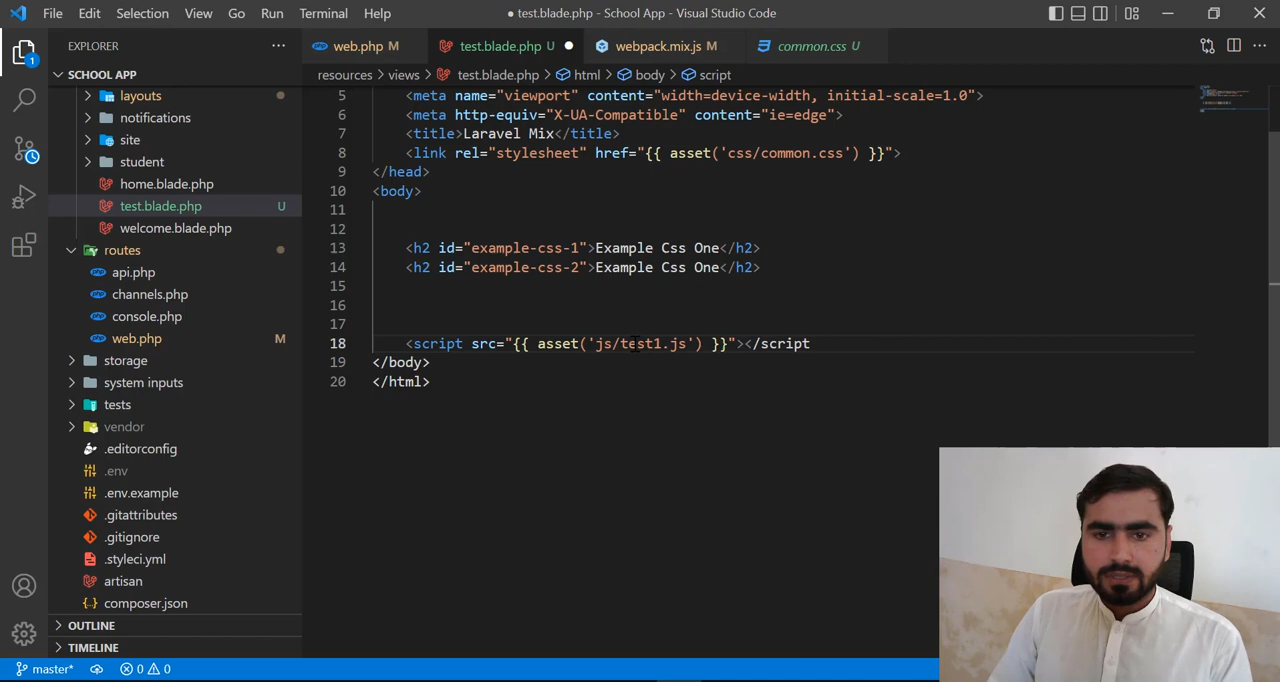 File Edit Selection View Go Run Terminal Help
● test.blade.php - School App - Visual Studio Code
EXPLORER
web.php M
test.blade.php U
webpack.mix.js M
common.css U
1
SCHOOL APP
layouts
notifications
site
student
home.blade.php
test.blade.php U
welcome.blade.php
routes
api.php
channels.php
console.php
web.php M
storage
system inputs
tests
vendor
.editorconfig
.env
.env.example
.gitattributes
.gitignore
.styleci.yml
artisan
composer.json
OUTLINE
TIMELINE
resources > views > test.blade.php > html > body > script
5 <meta name="viewport" content="width=device-width, initial-scale=1.0">
6 <meta http-equiv="X-UA-Compatible" content="ie=edge">
7 <title>Laravel Mix</title>
8 <link rel="stylesheet" href="{{ asset('css/common.css') }}">
9 </head>
10 <body>
11
12
13 <h2 id="example-css-1">Example Css One</h2>
14 <h2 id="example-css-2">Example Css One</h2>
15
16
17
18 <script src="{{ asset('js/test1.js') }}"></script
19 </body>
20 </html>
master* 0 0